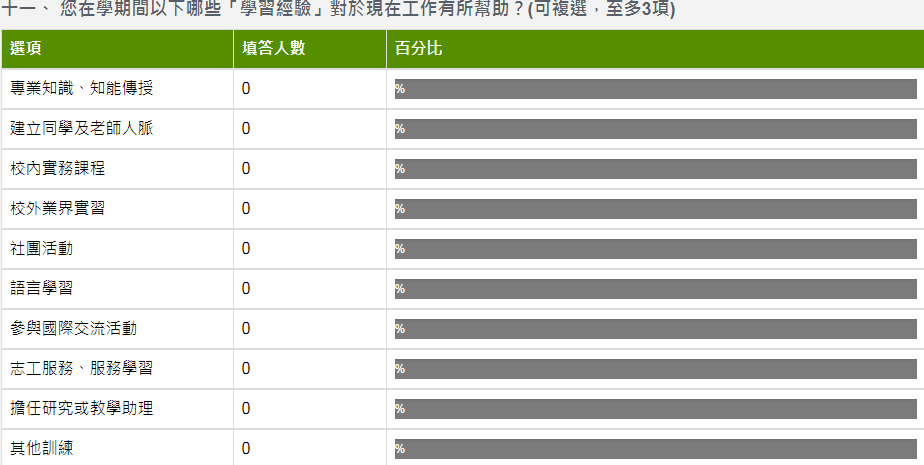 十一、 您在學期間以下哪些「學習經驗」對於現在工作有所幫助？(可複選，至多3項)
選項 填答人數 百分比
專業知識、知能傳授 0 %
建立同學及老師人脈 0 %
校內實務課程 0 %
校外業界實習 0 %
社團活動 0 %
語言學習 0 %
參與國際交流活動 0 %
志工服務、服務學習 0 %
擔任研究或教學助理 0 %
其他訓練 0 %